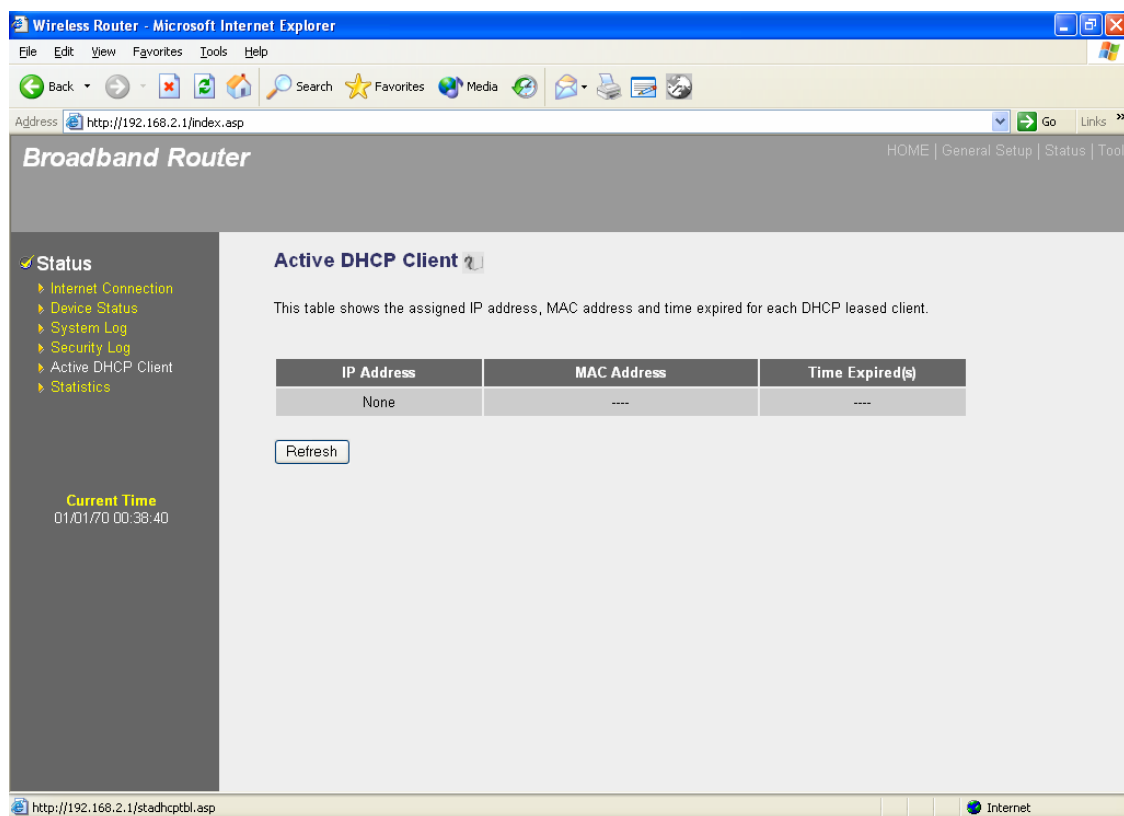 Wireless Router - Microsoft Internet Explorer
File Edit View Favorites Tools Help
Back Search Favorites Media
Address http://192.168.2.1/index.asp Go Links »
Broadband Router
HOME | General Setup | Status | Tool
Status
Internet Connection
Device Status
System Log
Security Log
Active DHCP Client
Statistics
Current Time
01/01/70 00:38:40
Active DHCP Client
This table shows the assigned IP address, MAC address and time expired for each DHCP leased client.
IP Address MAC Address Time Expired(s)
None ---- ----
Refresh
http://192.168.2.1/stadhcptbl.asp Internet